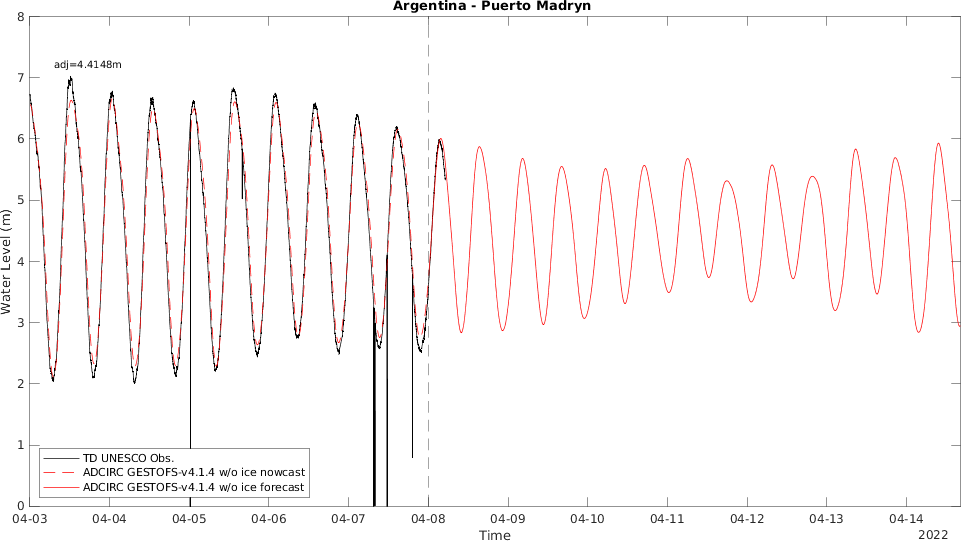 Argentina - Puerto Madryn
8
adj=4.4148m
7
6
5
4
3
2
1
0
Water Level (m)
TD UNESCO Obs.
ADCIRC GESTOFS-v4.1.4 w/o ice nowcast
ADCIRC GESTOFS-v4.1.4 w/o ice forecast
04-03 04-04 04-05 04-06 04-07 04-08 04-09 04-10 04-11 04-12 04-13 04-14
Time
2022